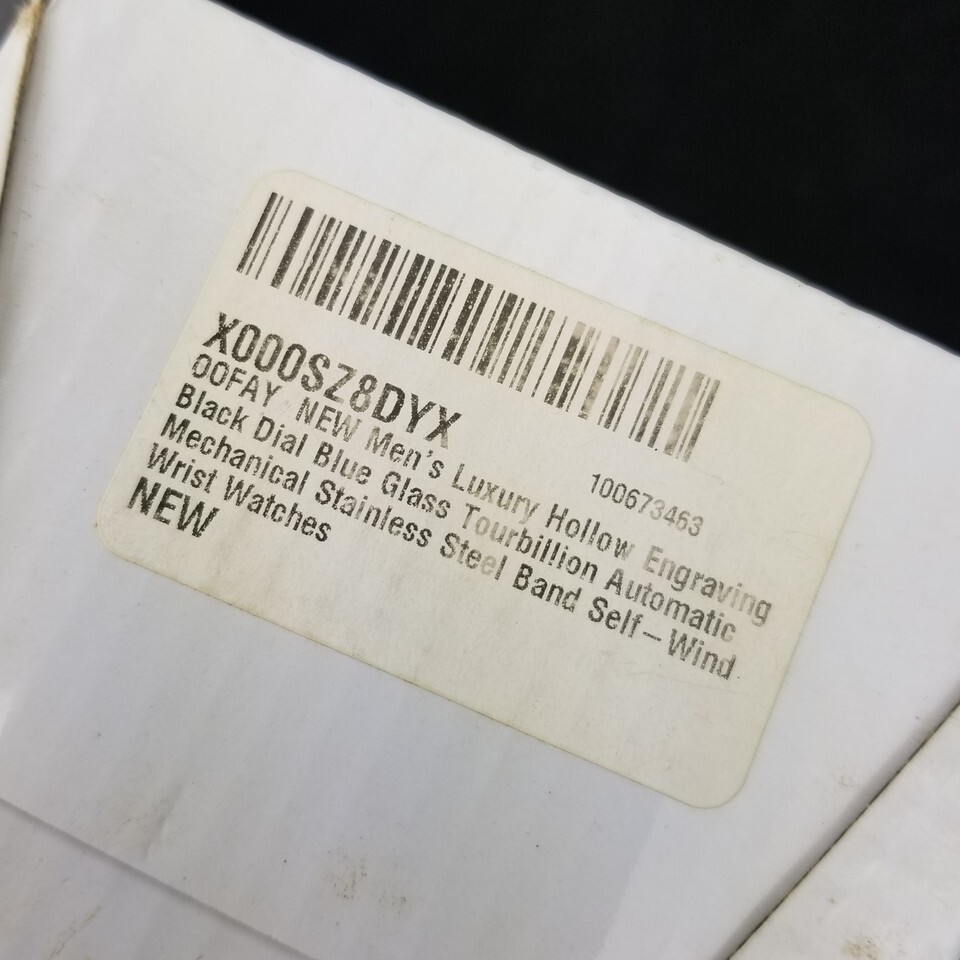 X000SZ8DYX
100673463
OOFAY NEW Men's Luxury Hollow Engraving
Black Dial Blue Glass Tourbillion Automatic
Mechanical Stainless Steel Band Self-Wind
Wrist Watches
NEW